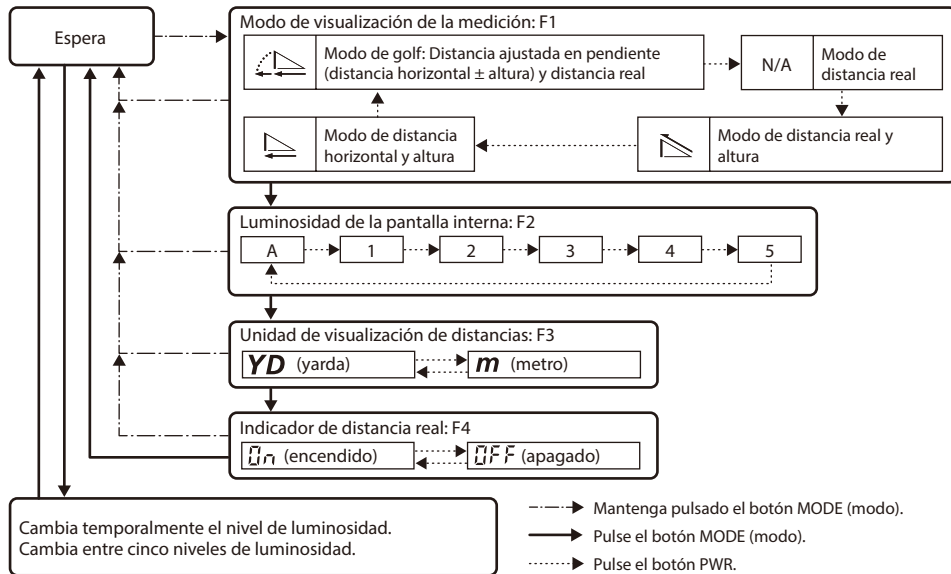 Espera
Modo de visualización de la medición: F1
Modo de golf: Distancia ajustada en pendiente
(distancia horizontal ± altura) y distancia real
N/A
Modo de
distancia real
Modo de distancia
horizontal y altura
Modo de distancia real y
altura
Luminosidad de la pantalla interna: F2
A 1 2 3 4 5
Unidad de visualización de distancias: F3
YD (yarda) m (metro)
Indicador de distancia real: F4
On (encendido) OFF (apagado)
Cambia temporalmente el nivel de luminosidad.
Cambia entre cinco niveles de luminosidad.
Mantenga pulsado el botón MODE (modo).
Pulse el botón MODE (modo).
Pulse el botón PWR.